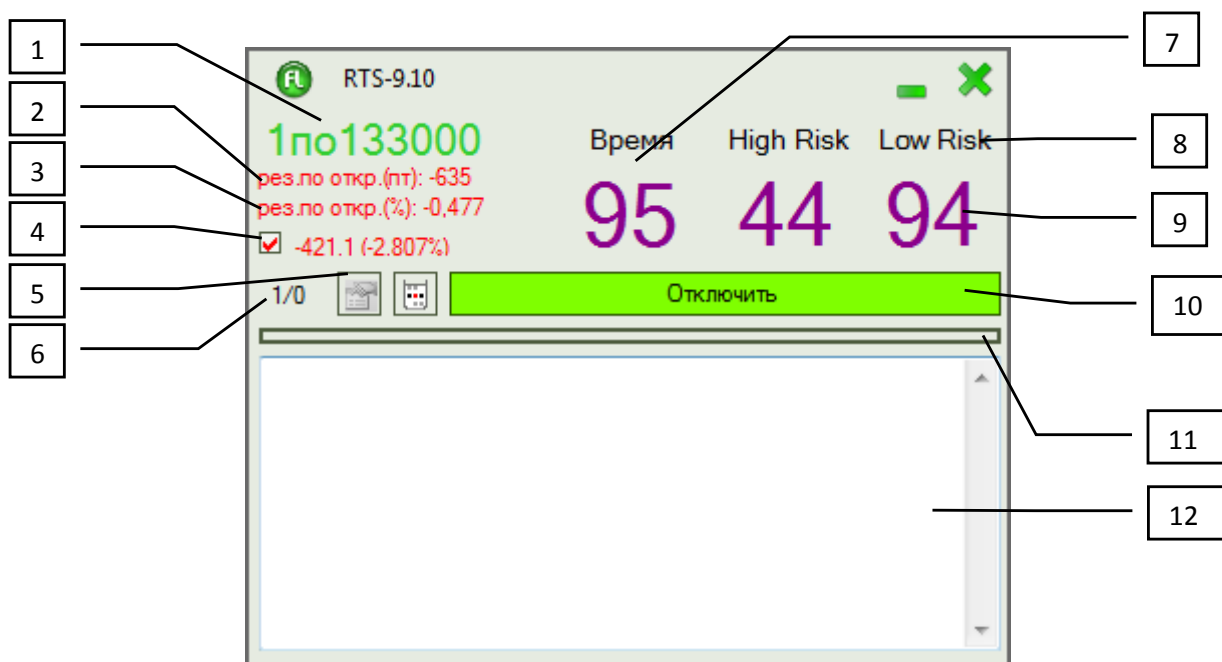 1
2
3
4
5
6
7
8
9
10
11
12
FL RTS-9.10
1по133000
рез.по откр.(пт): -635
рез.по откр.(%): -0,477
-421.1 (-2.807%)
Время High Risk Low Risk
95 44 94
1/0 Отключить